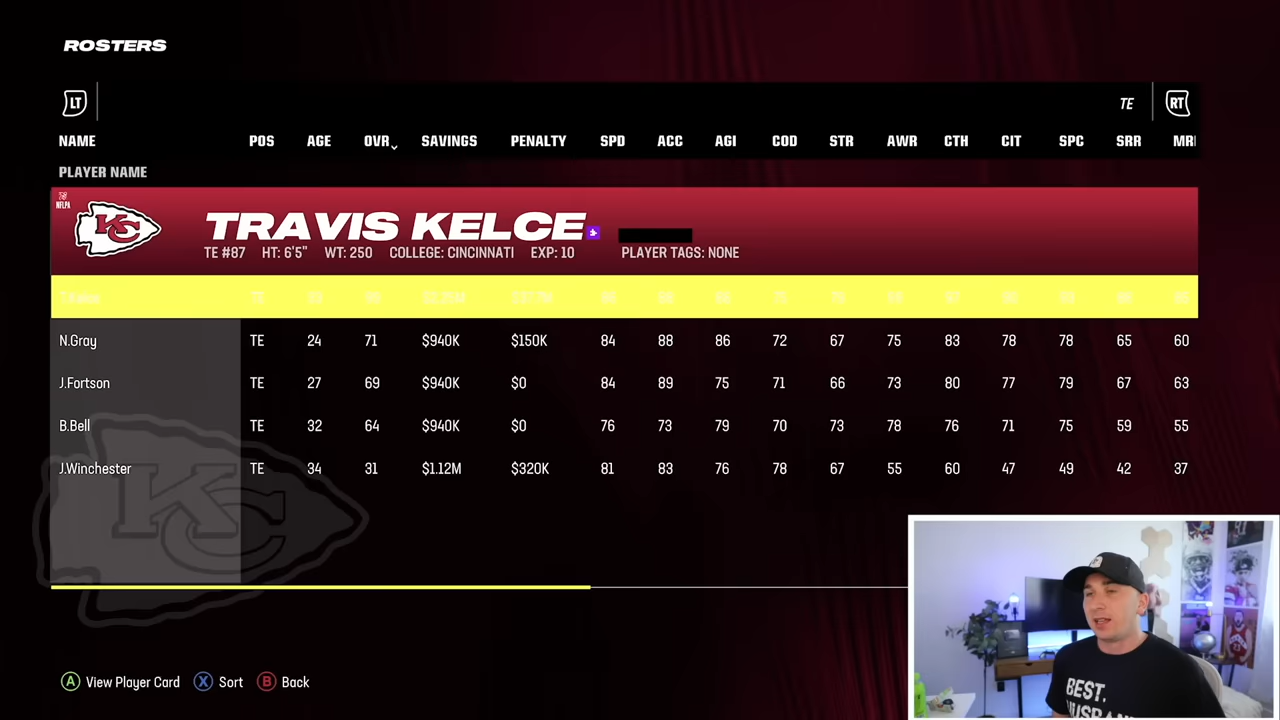 ROSTERS
LT TE RT
NAME POS AGE OVR SAVINGS PENALTY SPD ACC AGI COD STR AWR CTH CIT SPC SRR MRI
PLAYER NAME
NFLPA
KC
TRAVIS KELCE
TE #87 HT: 6'5" WT: 250 COLLEGE: CINCINNATI EXP: 10 PLAYER TAGS: NONE
N.Gray TE 24 71 $940K $150K 84 88 86 72 67 75 83 78 78 65 60
J.Fortson TE 27 69 $940K $0 84 89 75 71 66 73 80 77 79 67 63
B.Bell TE 32 64 $940K $0 76 73 79 70 73 78 76 71 75 59 55
J.Winchester TE 34 31 $1.12M $320K 81 83 76 78 67 55 60 47 49 42 37
KC
A View Player Card X Sort B Back
BEST.